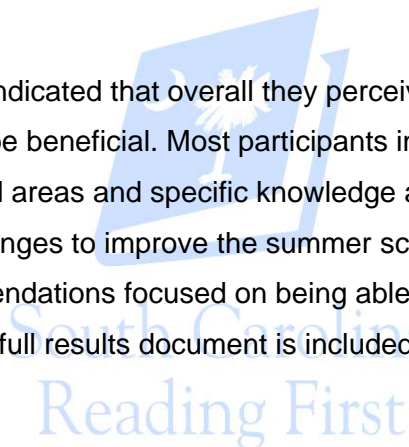 ndicated that overall they perceiv
be beneficial. Most participants in
d areas and specific knowledge a
nges to improve the summer sc
endations focused on being able
South Carolina
full results document is included
Reading First